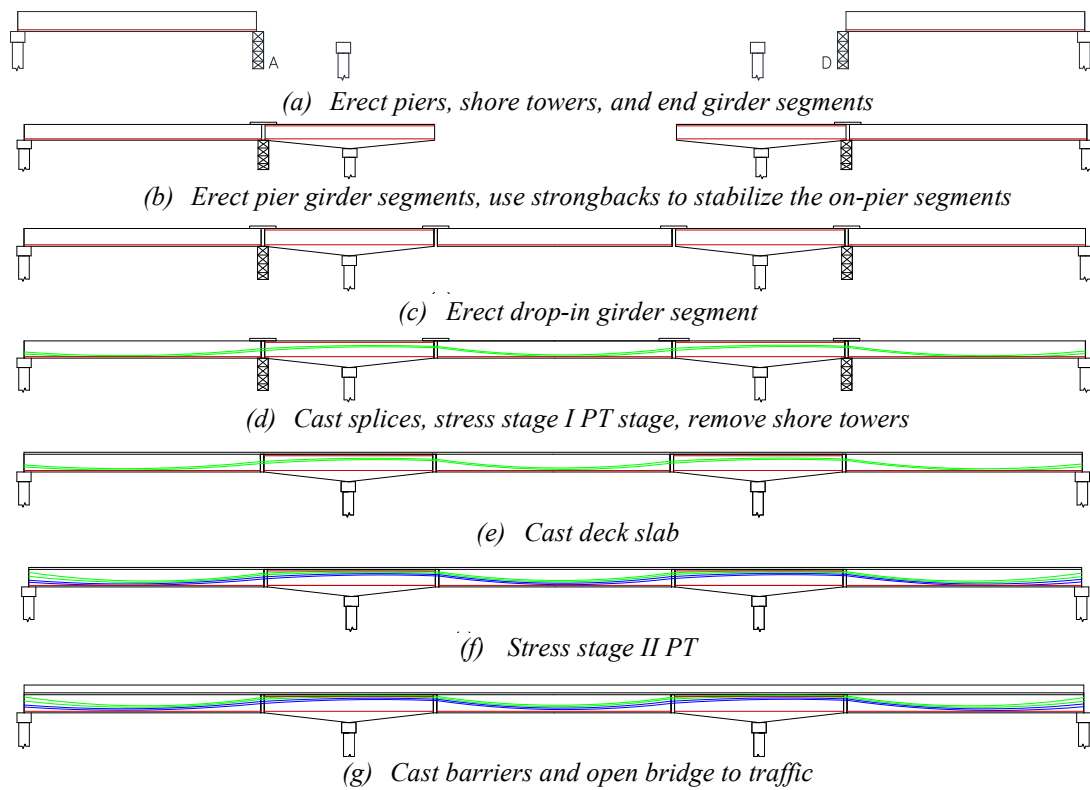 A D
(a) Erect piers, shore towers, and end girder segments
(b) Erect pier girder segments, use strongbacks to stabilize the on-pier segments
(c) Erect drop-in girder segment
(d) Cast splices, stress stage I PT stage, remove shore towers
(e) Cast deck slab
(f) Stress stage II PT
(g) Cast barriers and open bridge to traffic